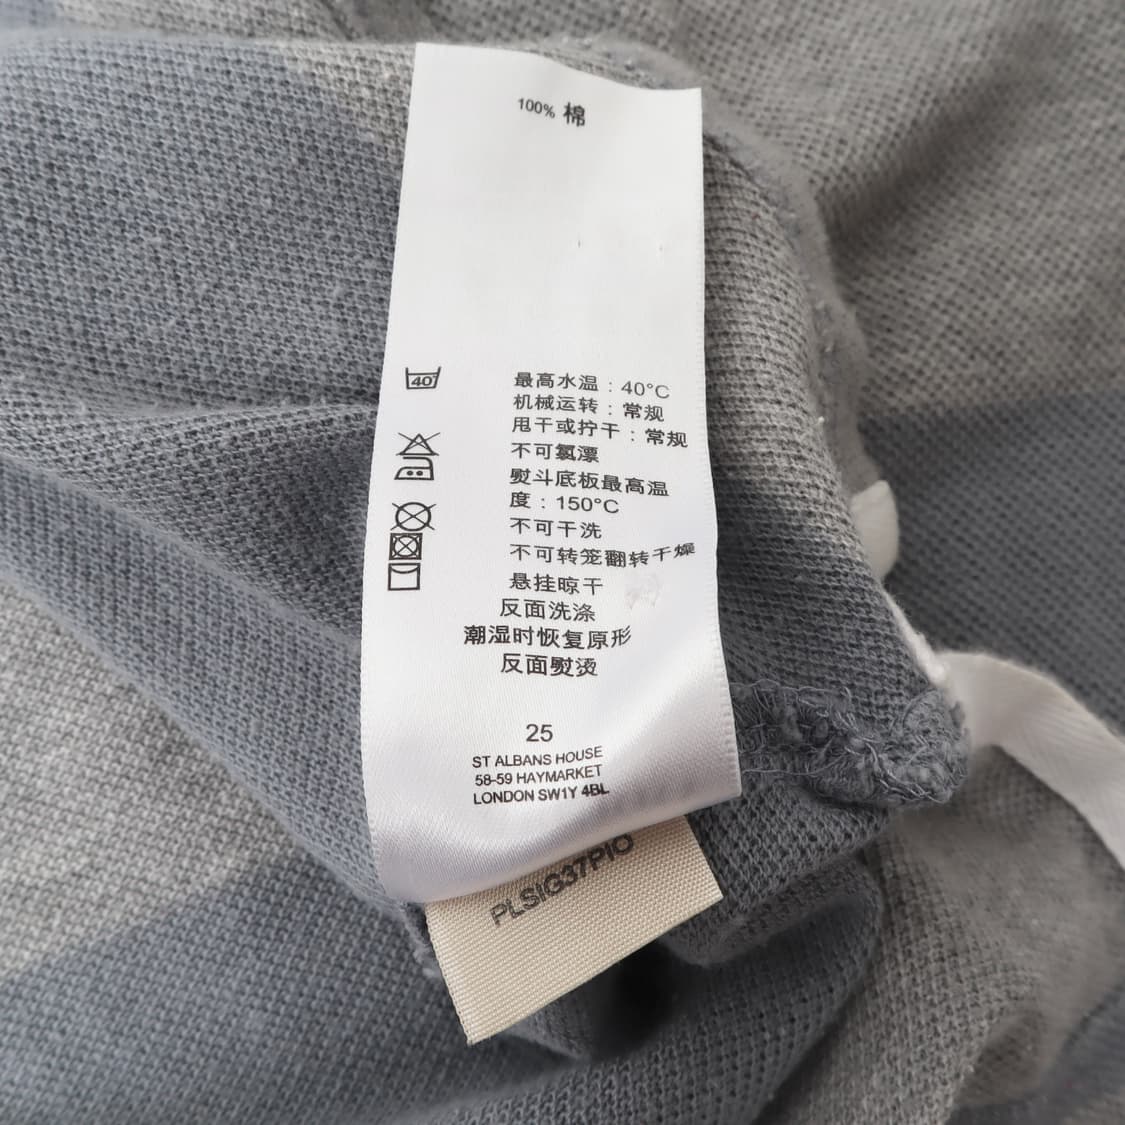 100% 棉
40
最高水温：40°C
机械运转：常规
甩干或拧干：常规
不可氯漂
熨斗底板最高温
度：150°C
不可干洗
不可转笼翻转干燥
悬挂晾干
反面洗涤
潮湿时恢复原形
反面熨烫
25
ST ALBANS HOUSE
58-59 HAYMARKET
LONDON SW1Y 4BL
PLSIG37PIO